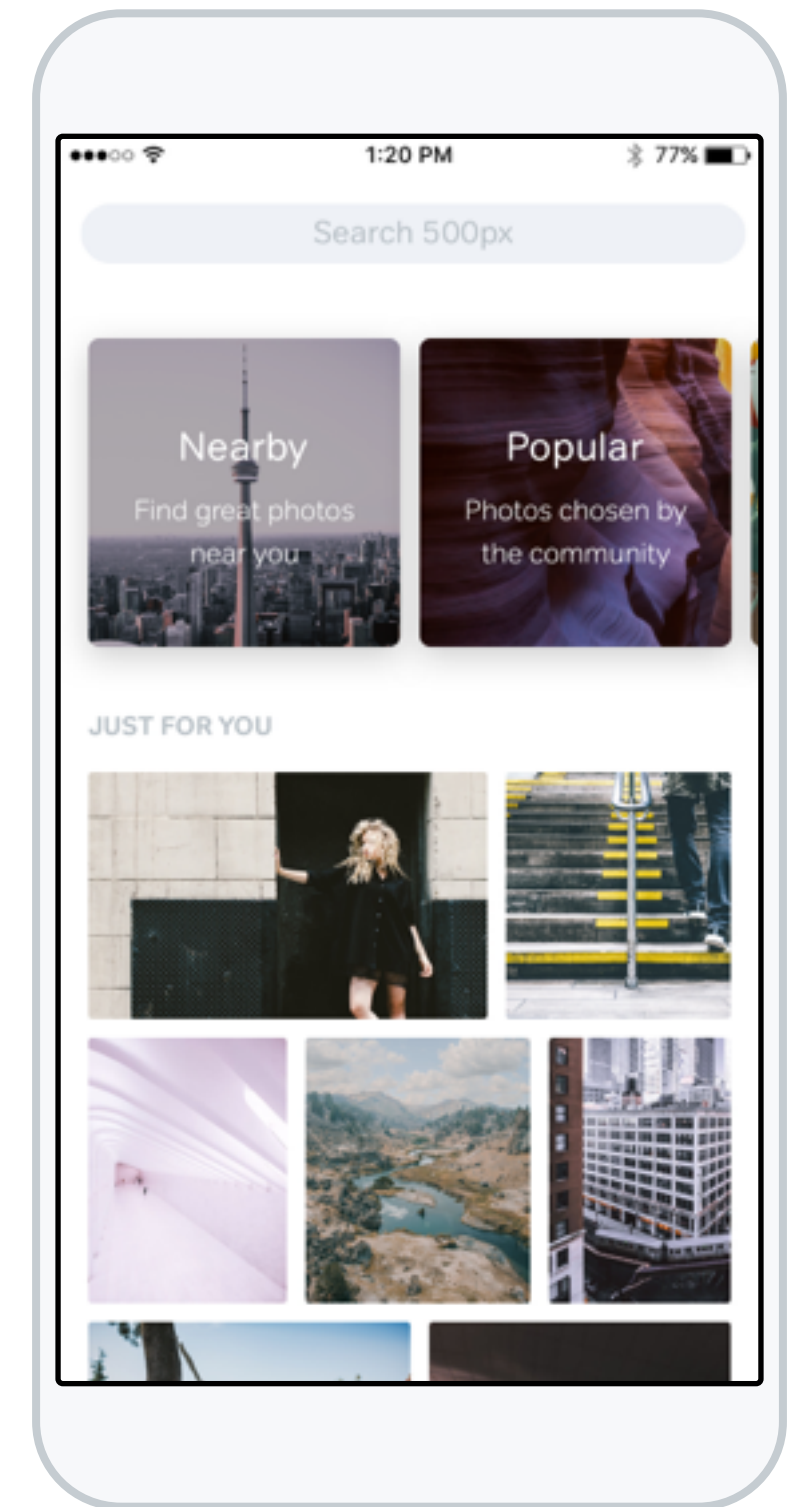 1:20 PM
77%
Search 500px
Nearby
Find great photos
near you
Popular
Photos chosen by
the community
JUST FOR YOU